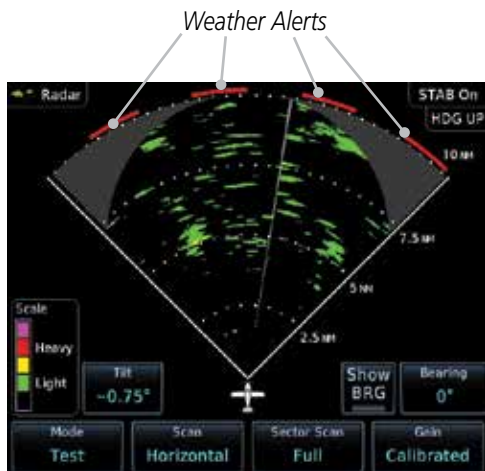 Weather Alerts
Radar
STAB On
HDG UP
10 NM
7.5 NM
5 NM
2.5 NM
Scale
Heavy
Light
Tilt
−0.75°
Show
BRG
Bearing
0°
Mode
Test
Scan
Horizontal
Sector Scan
Full
Gain
Calibrated